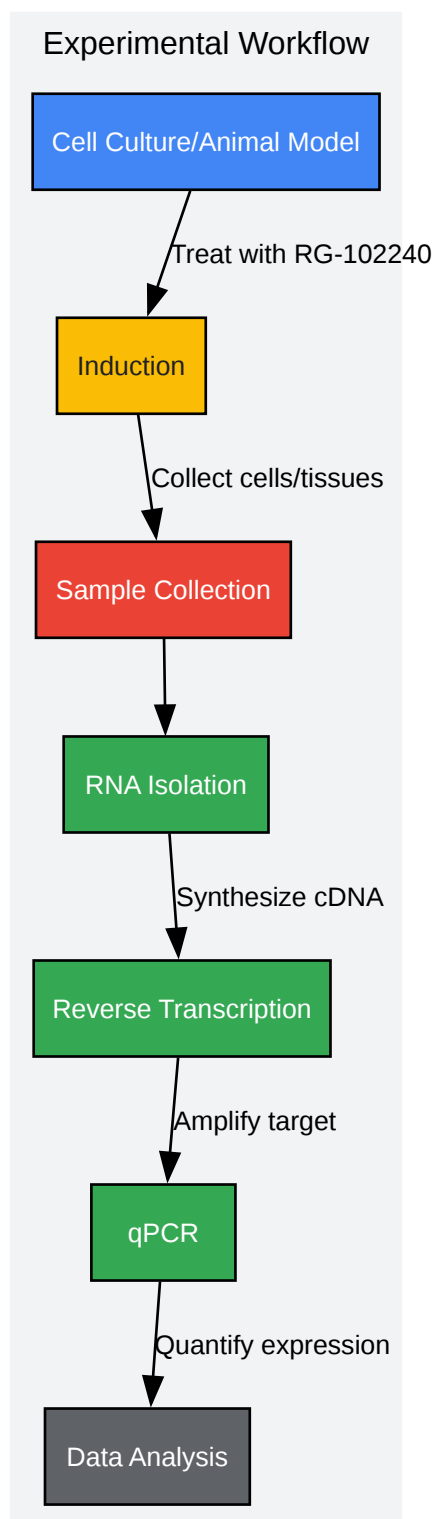 Experimental Workflow
Cell Culture/Animal Model
Treat with RG-102240
Induction
Collect cells/tissues
Sample Collection
RNA Isolation
Synthesize cDNA
Reverse Transcription
Amplify target
qPCR
Quantify expression
Data Analysis